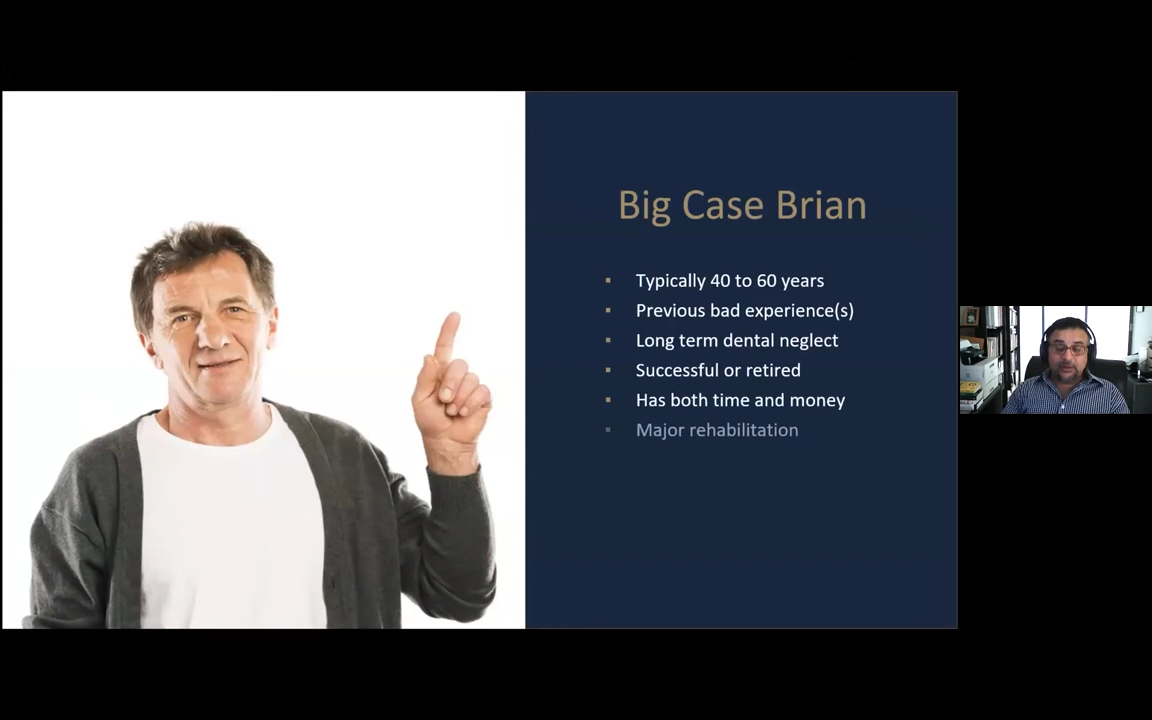 Big Case Brian
▪ Typically 40 to 60 years
▪ Previous bad experience(s)
▪ Long term dental neglect
▪ Successful or retired
▪ Has both time and money
▪ Major rehabilitation